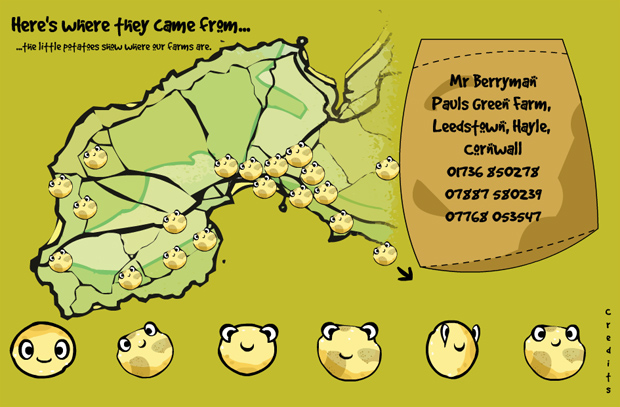 Here's where they came from...
...the little potatoes show where our farms are.
Mr Berryman
Pauls Green Farm,
Leedstown, Hayle,
Cornwall
01736 850278
07887 580239
07768 053547
Credits